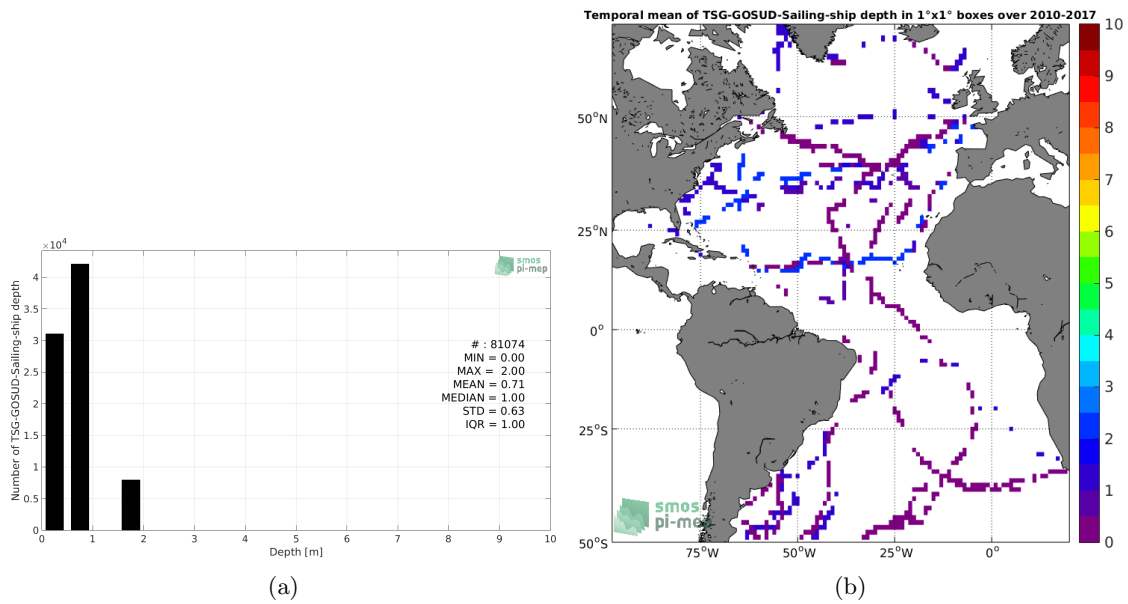 Temporal mean of TSG-GOSUD-Sailing-ship depth in 1°x1° boxes over 2010-2017
×10⁴
4
3.5
3
2.5
2
1.5
1
0.5
0
Number of TSG-GOSUD-Sailing-ship depth
smos
pi-mep
# : 81074
MIN = 0.00
MAX = 2.00
MEAN = 0.71
MEDIAN = 1.00
STD = 0.63
IQR = 1.00
0 1 2 3 4 5 6 7 8 9 10
Depth [m]
(a)
50°N
25°N
0°
25°S
50°S
75°W 50°W 25°W 0°
smos
pi-mep
10
9
8
7
6
5
4
3
2
1
0
(b)